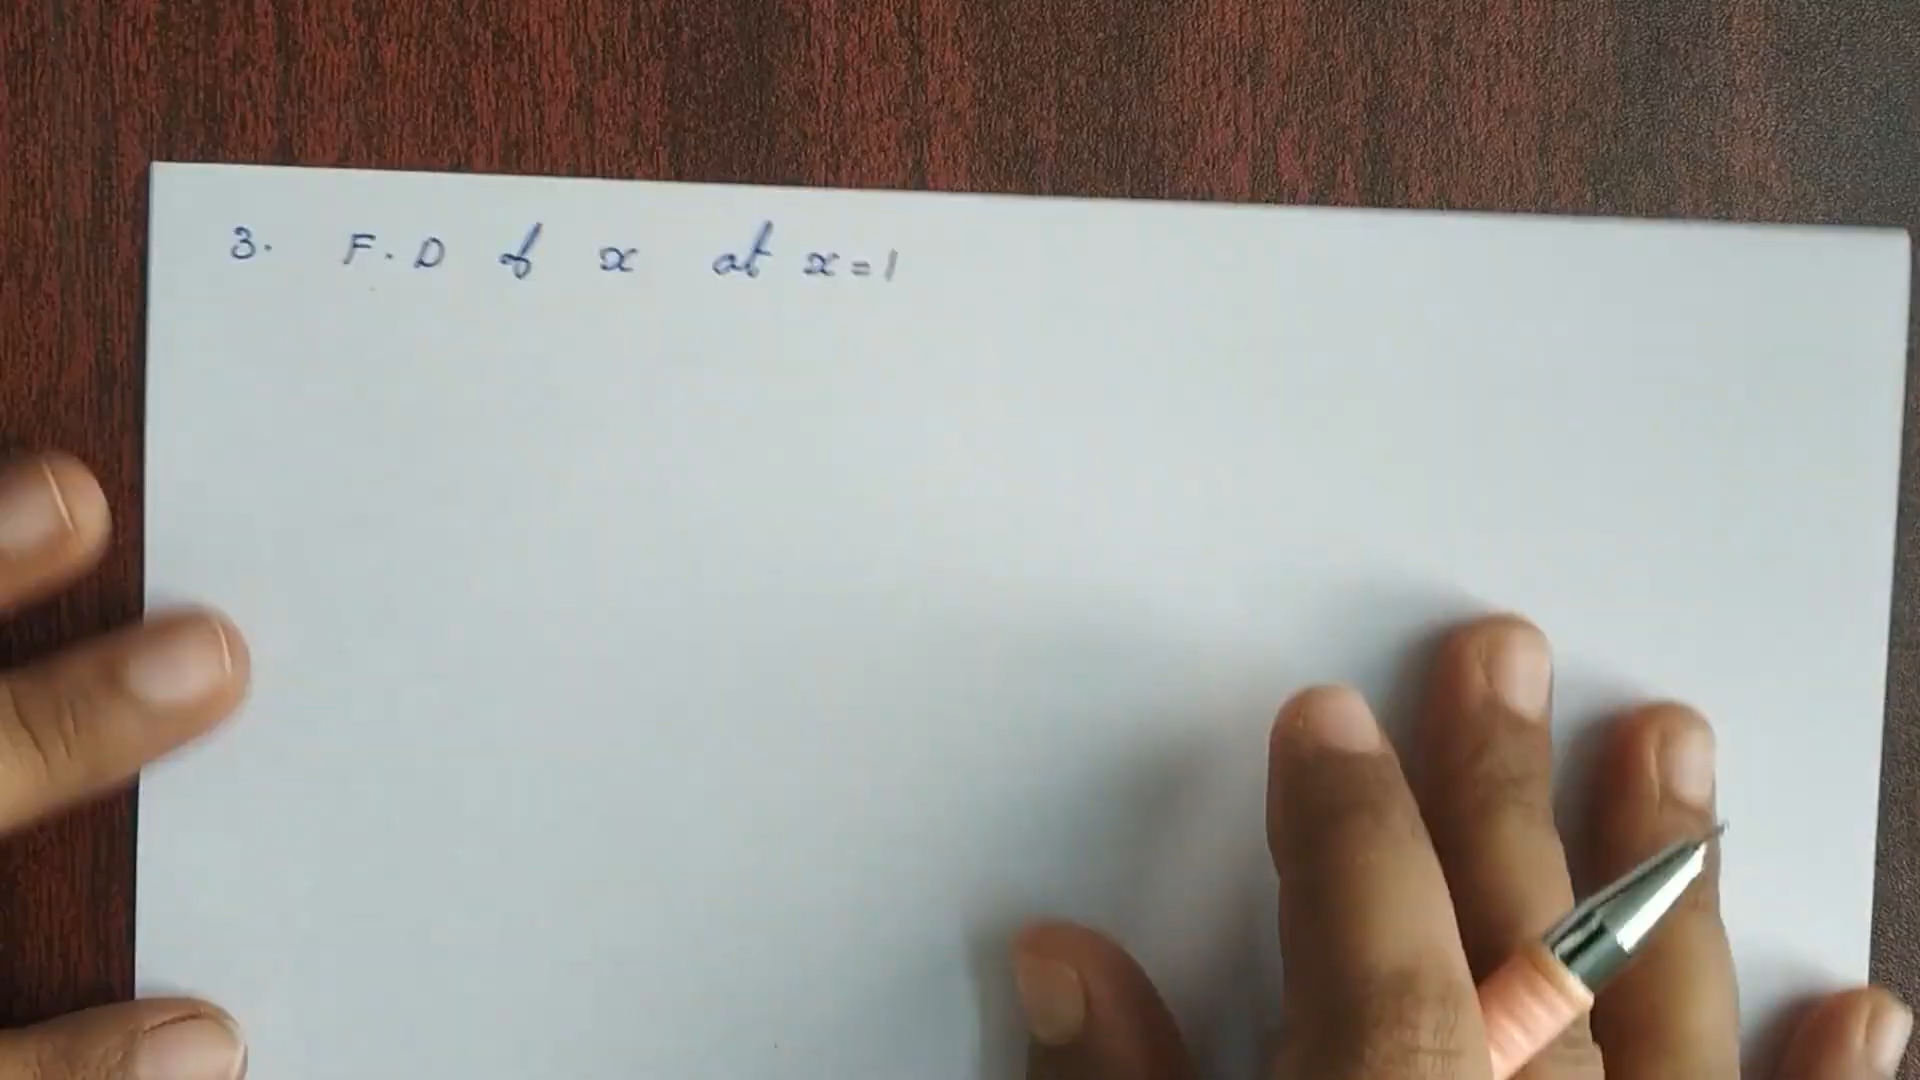 3. F.D of x at x=1